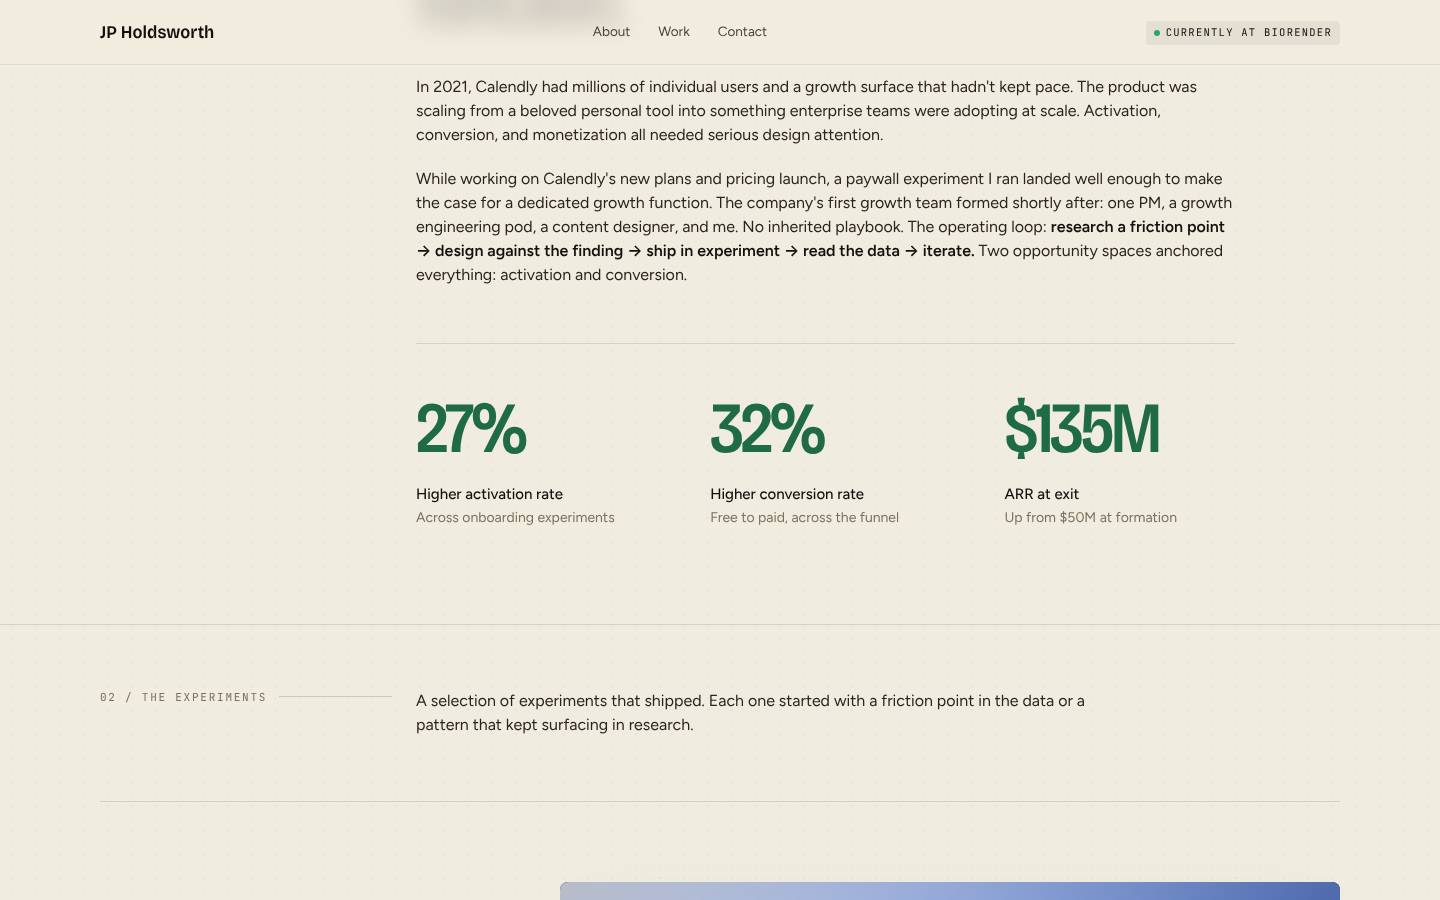 JP Holdsworth
About
Work
Contact
CURRENTLY AT BIORENDER
In 2021, Calendly had millions of individual users and a growth surface that hadn't kept pace. The product was
scaling from a beloved personal tool into something enterprise teams were adopting at scale. Activation,
conversion, and monetization all needed serious design attention.
While working on Calendly's new plans and pricing launch, a paywall experiment I ran landed well enough to make
the case for a dedicated growth function. The company's first growth team formed shortly after: one PM, a growth
engineering pod, a content designer, and me. No inherited playbook. The operating loop: research a friction point
→ design against the finding → ship in experiment → read the data → iterate. Two opportunity spaces anchored
everything: activation and conversion.
27%
Higher activation rate
Across onboarding experiments
32%
Higher conversion rate
Free to paid, across the funnel
$135M
ARR at exit
Up from $50M at formation
02 / THE EXPERIMENTS
A selection of experiments that shipped. Each one started with a friction point in the data or a
pattern that kept surfacing in research.